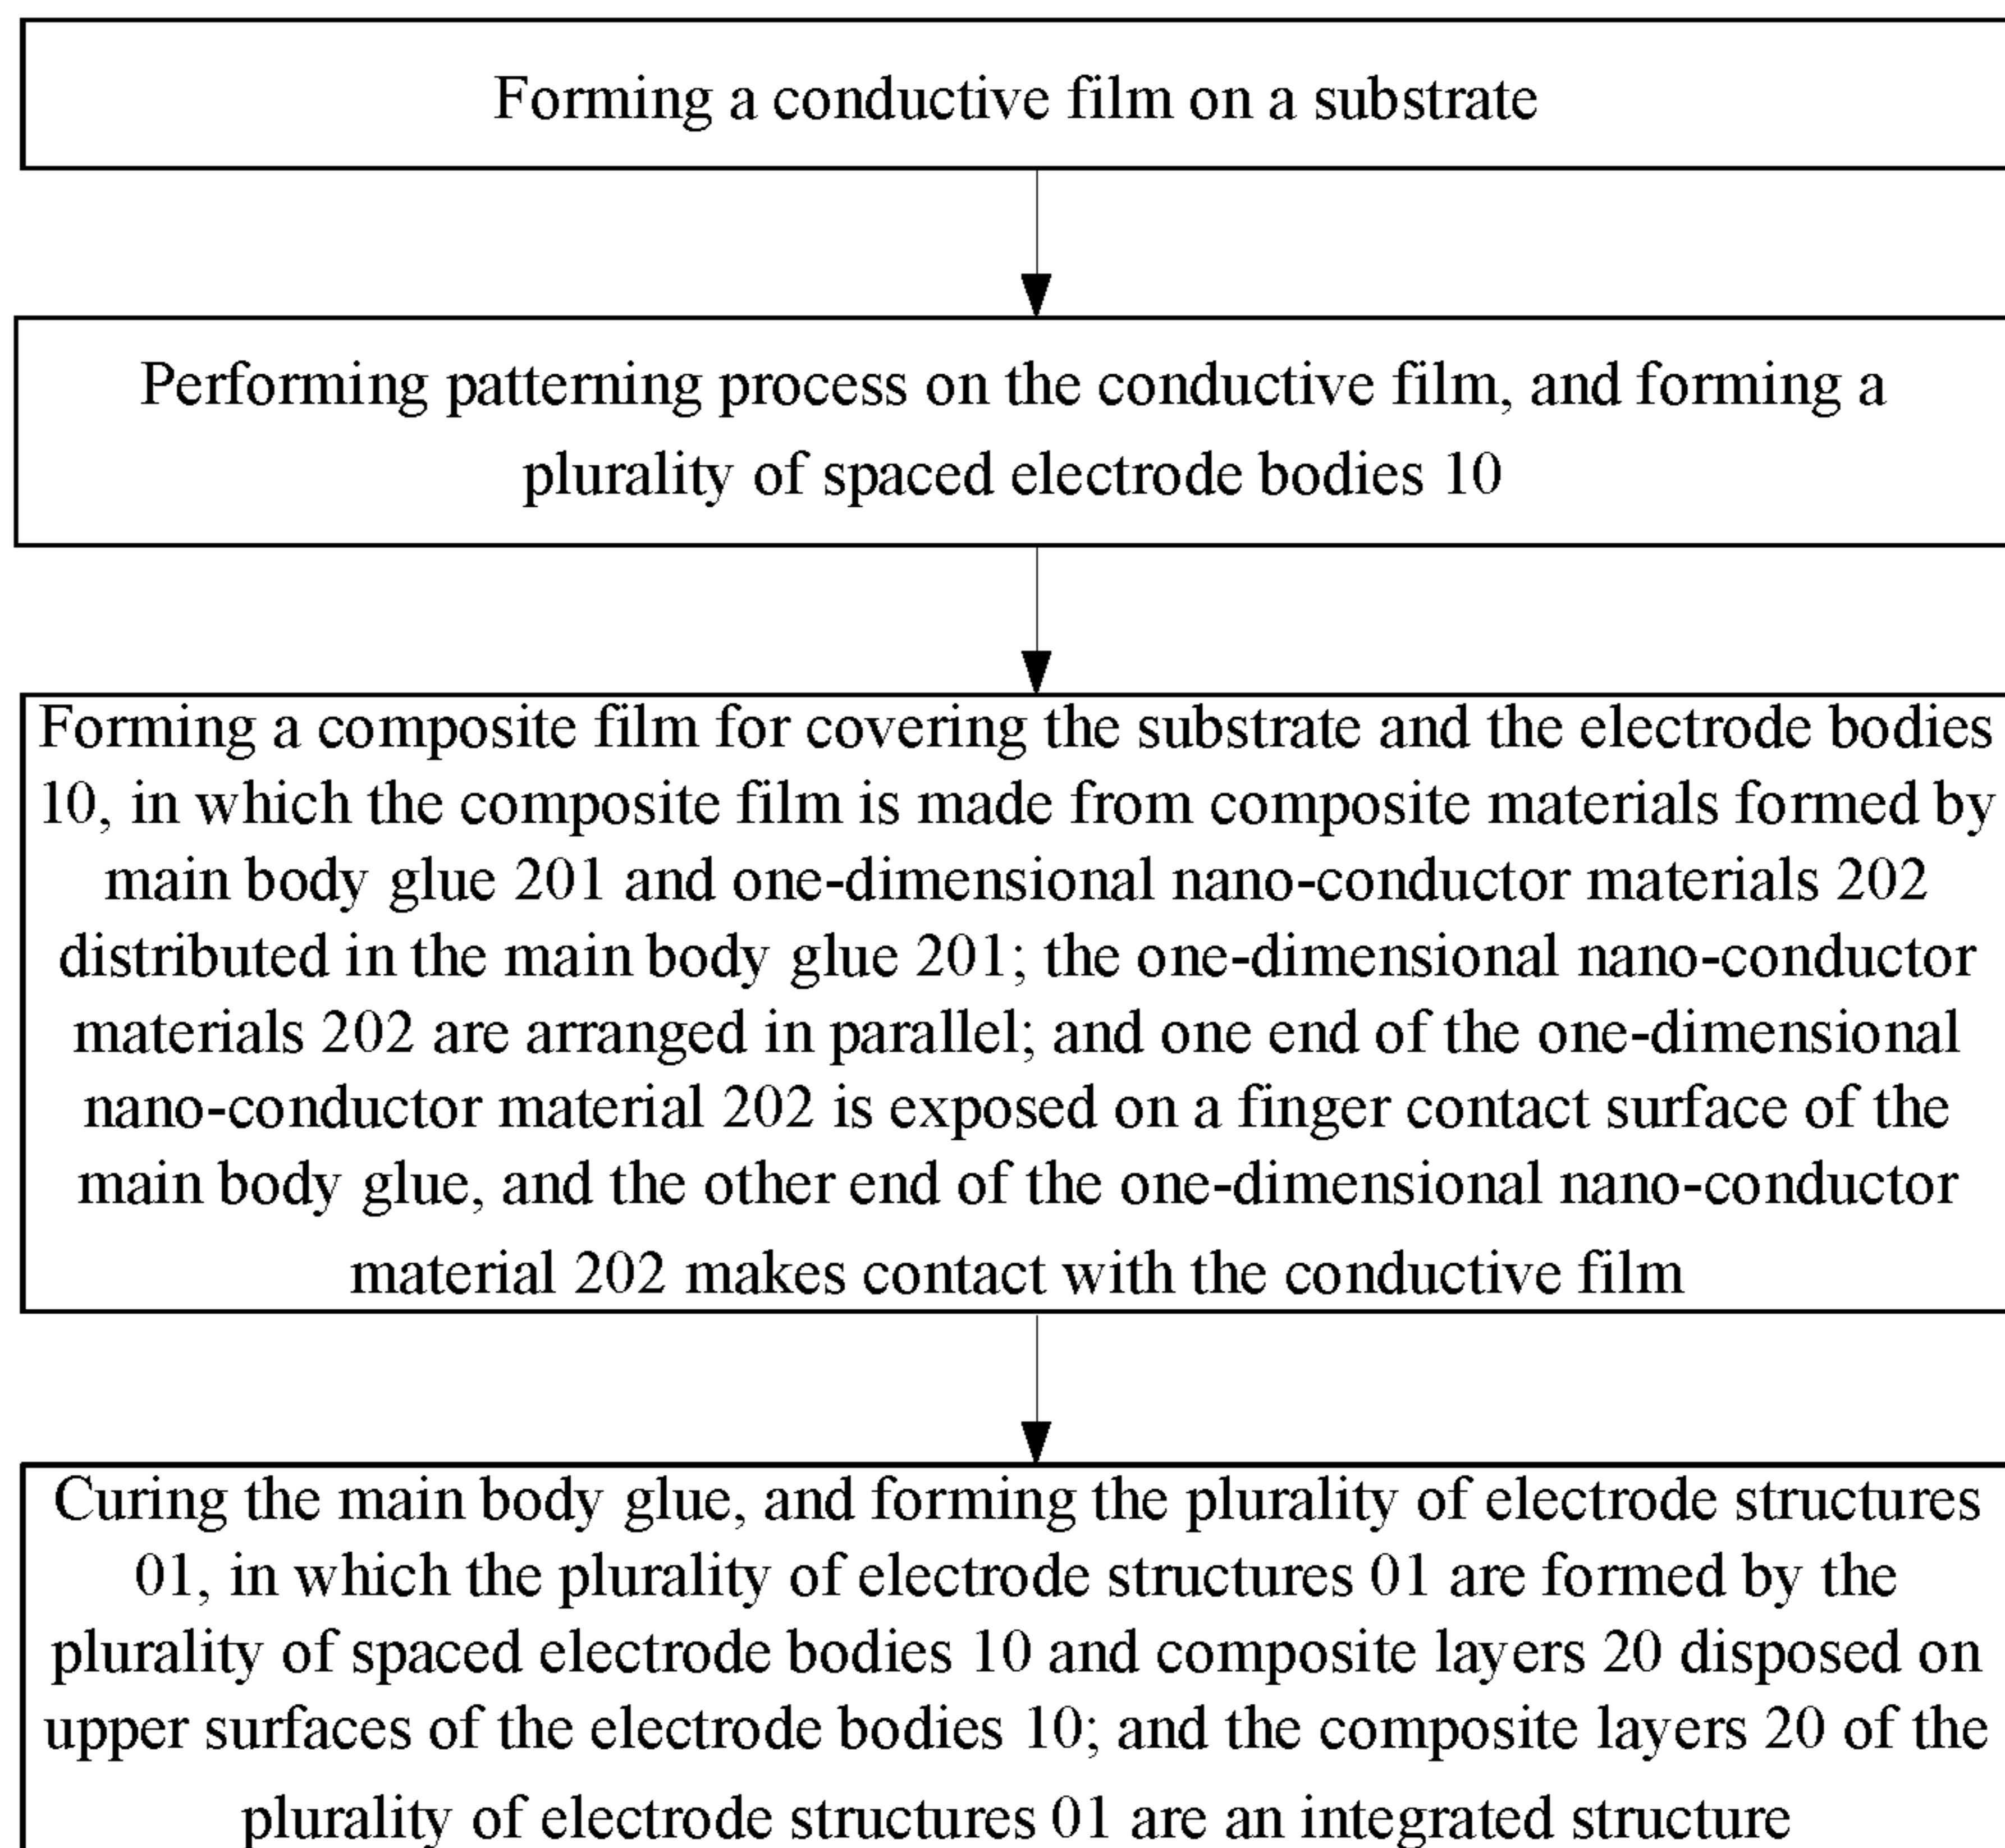 Forming a conductive film on a substrate
Performing patterning process on the conductive film, and forming a
plurality of spaced electrode bodies 10
Forming a composite film for covering the substrate and the electrode bodies
10, in which the composite film is made from composite materials formed by
main body glue 201 and one-dimensional nano-conductor materials 202
distributed in the main body glue 201; the one-dimensional nano-conductor
materials 202 are arranged in parallel; and one end of the one-dimensional
nano-conductor material 202 is exposed on a finger contact surface of the
main body glue, and the other end of the one-dimensional nano-conductor
material 202 makes contact with the conductive film
Curing the main body glue, and forming the plurality of electrode structures
01, in which the plurality of electrode structures 01 are formed by the
plurality of spaced electrode bodies 10 and composite layers 20 disposed on
upper surfaces of the electrode bodies 10; and the composite layers 20 of the
plurality of electrode structures 01 are an integrated structure